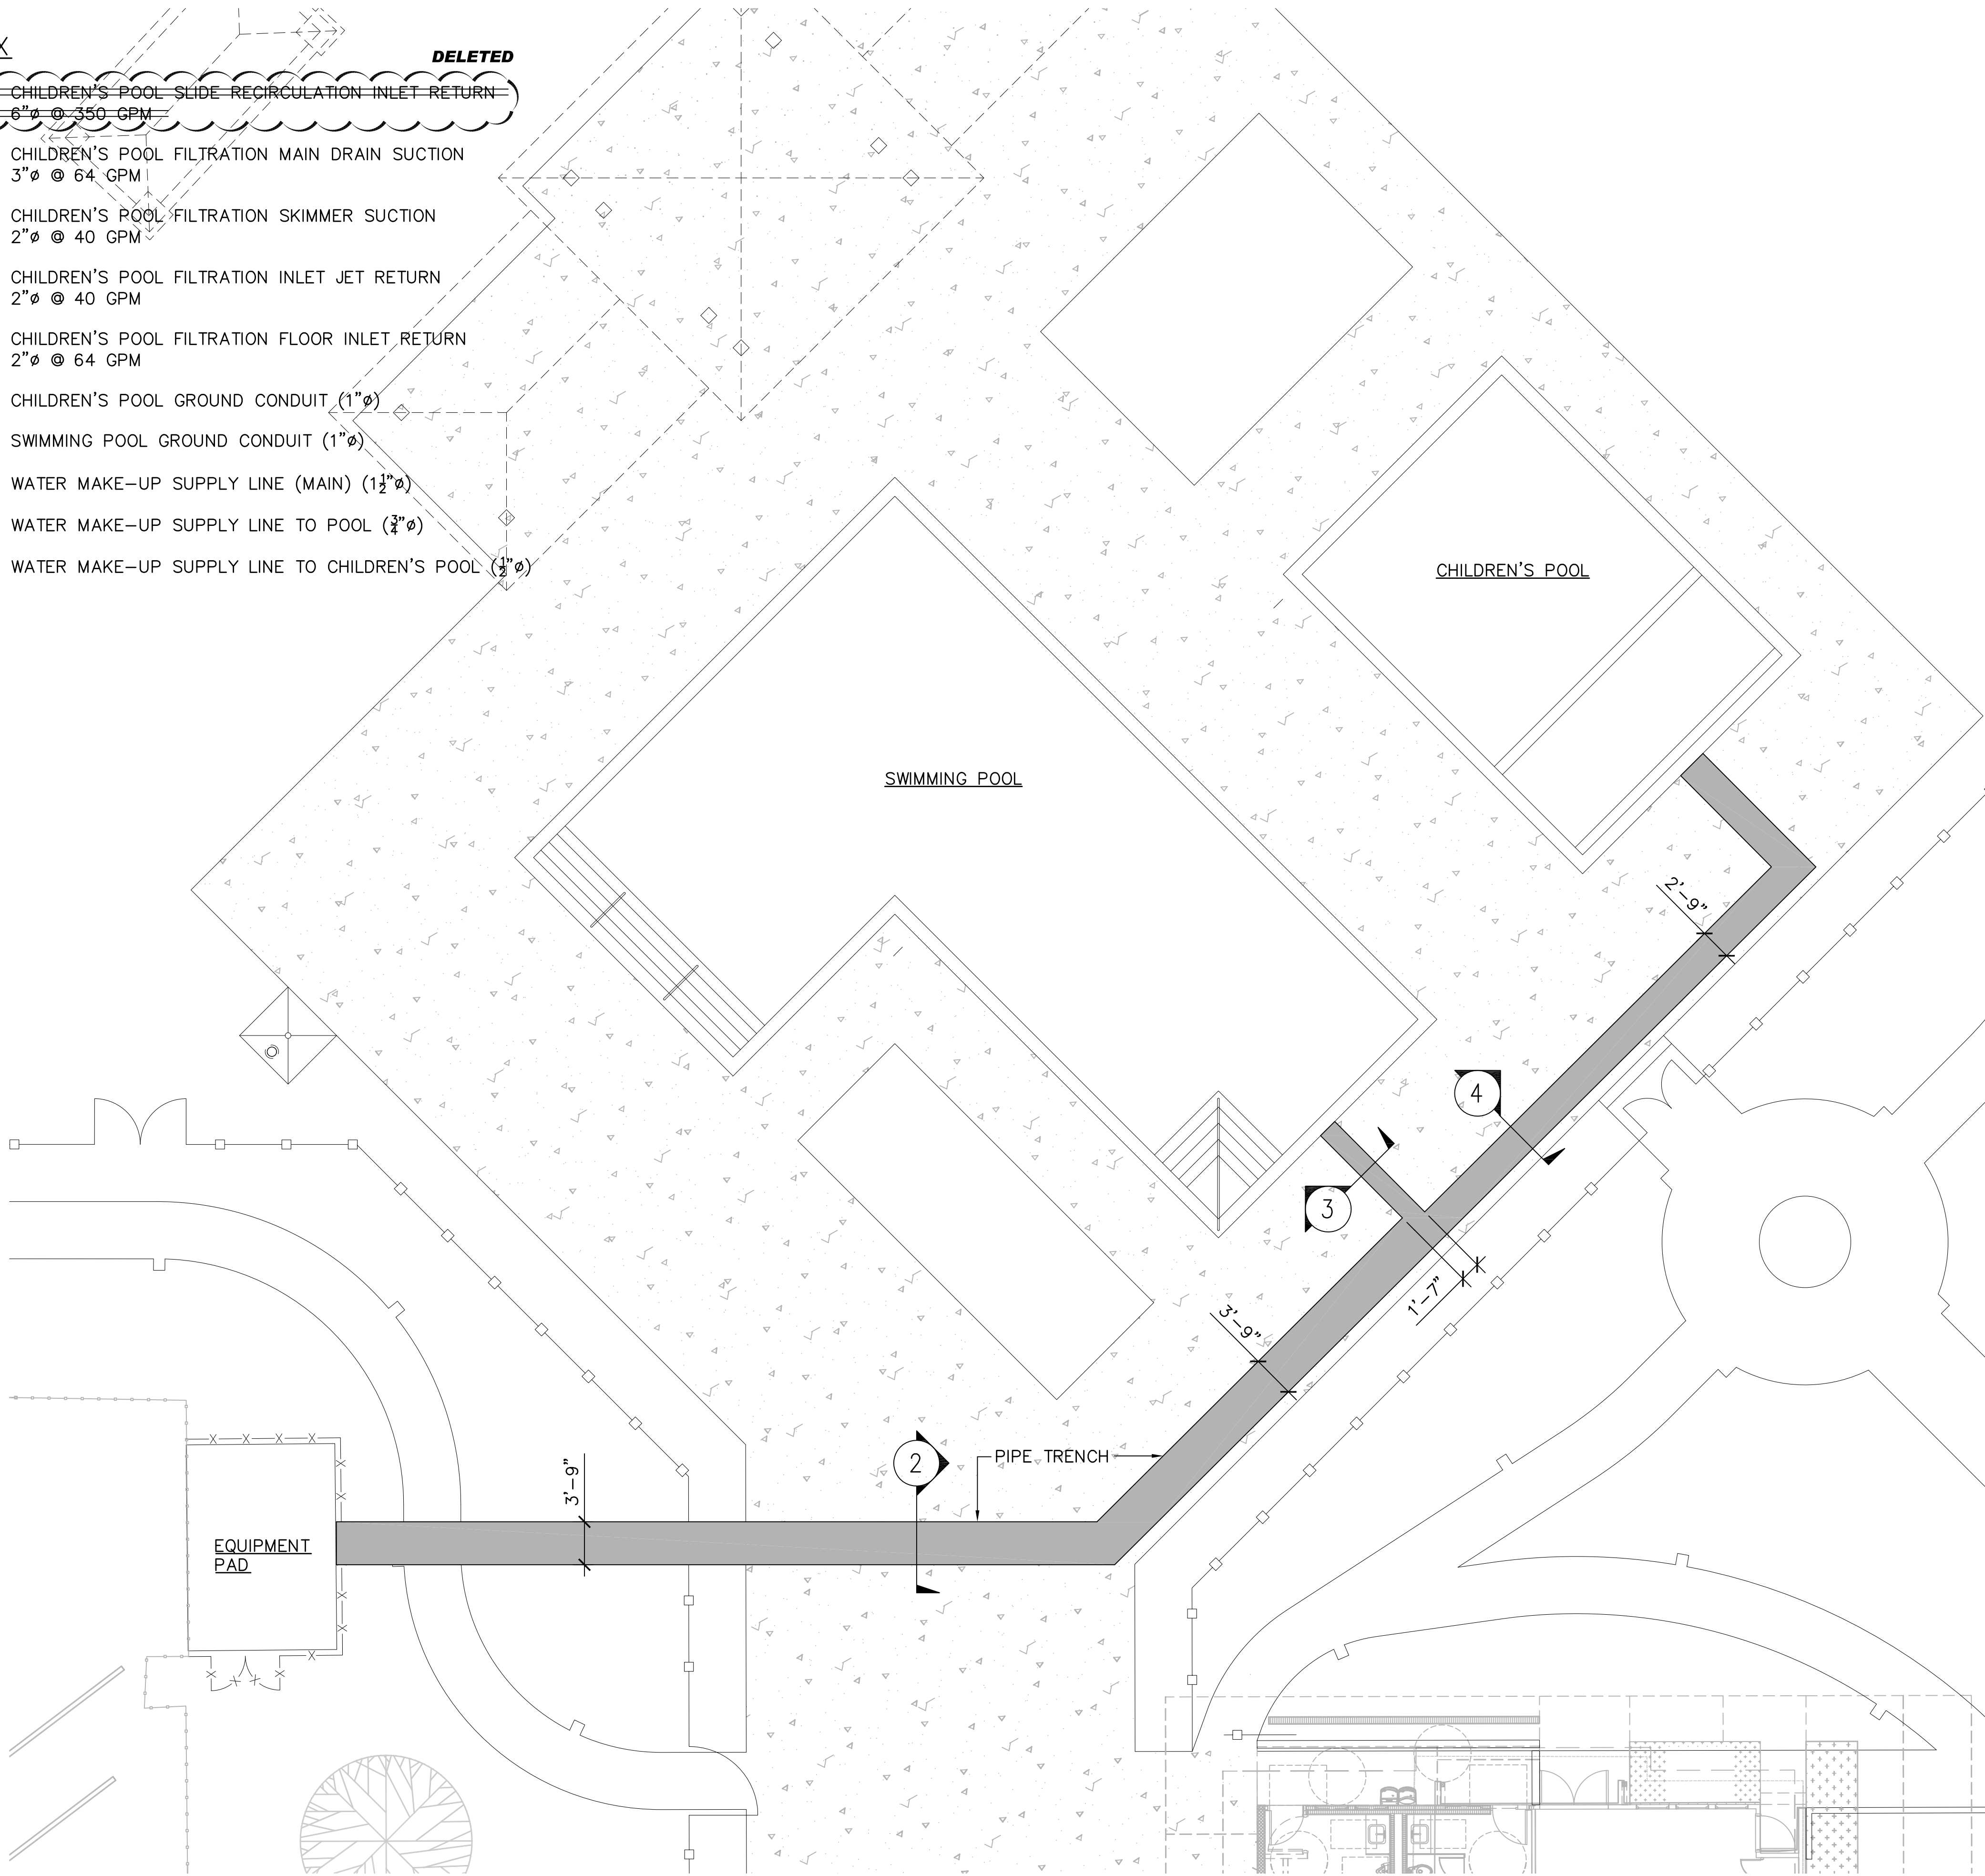 X
DELETED
CHILDREN'S POOL SLIDE RECIRCULATION INLET RETURN
6"ø @ 350 GPM
CHILDREN'S POOL FILTRATION MAIN DRAIN SUCTION
3"ø @ 64 GPM
CHILDREN'S POOL FILTRATION SKIMMER SUCTION
2"ø @ 40 GPM
CHILDREN'S POOL FILTRATION INLET JET RETURN
2"ø @ 40 GPM
CHILDREN'S POOL FILTRATION FLOOR INLET RETURN
2"ø @ 64 GPM
CHILDREN'S POOL GROUND CONDUIT (1"ø)
SWIMMING POOL GROUND CONDUIT (1"ø)
WATER MAKE-UP SUPPLY LINE (MAIN) (1 1/2"ø)
WATER MAKE-UP SUPPLY LINE TO POOL (3/4"ø)
WATER MAKE-UP SUPPLY LINE TO CHILDREN'S POOL (1/2"ø)
CHILDREN'S POOL
SWIMMING POOL
2'-9"
4
3
1'-7"
3'-9"
2
PIPE TRENCH
3'-9"
EQUIPMENT
PAD